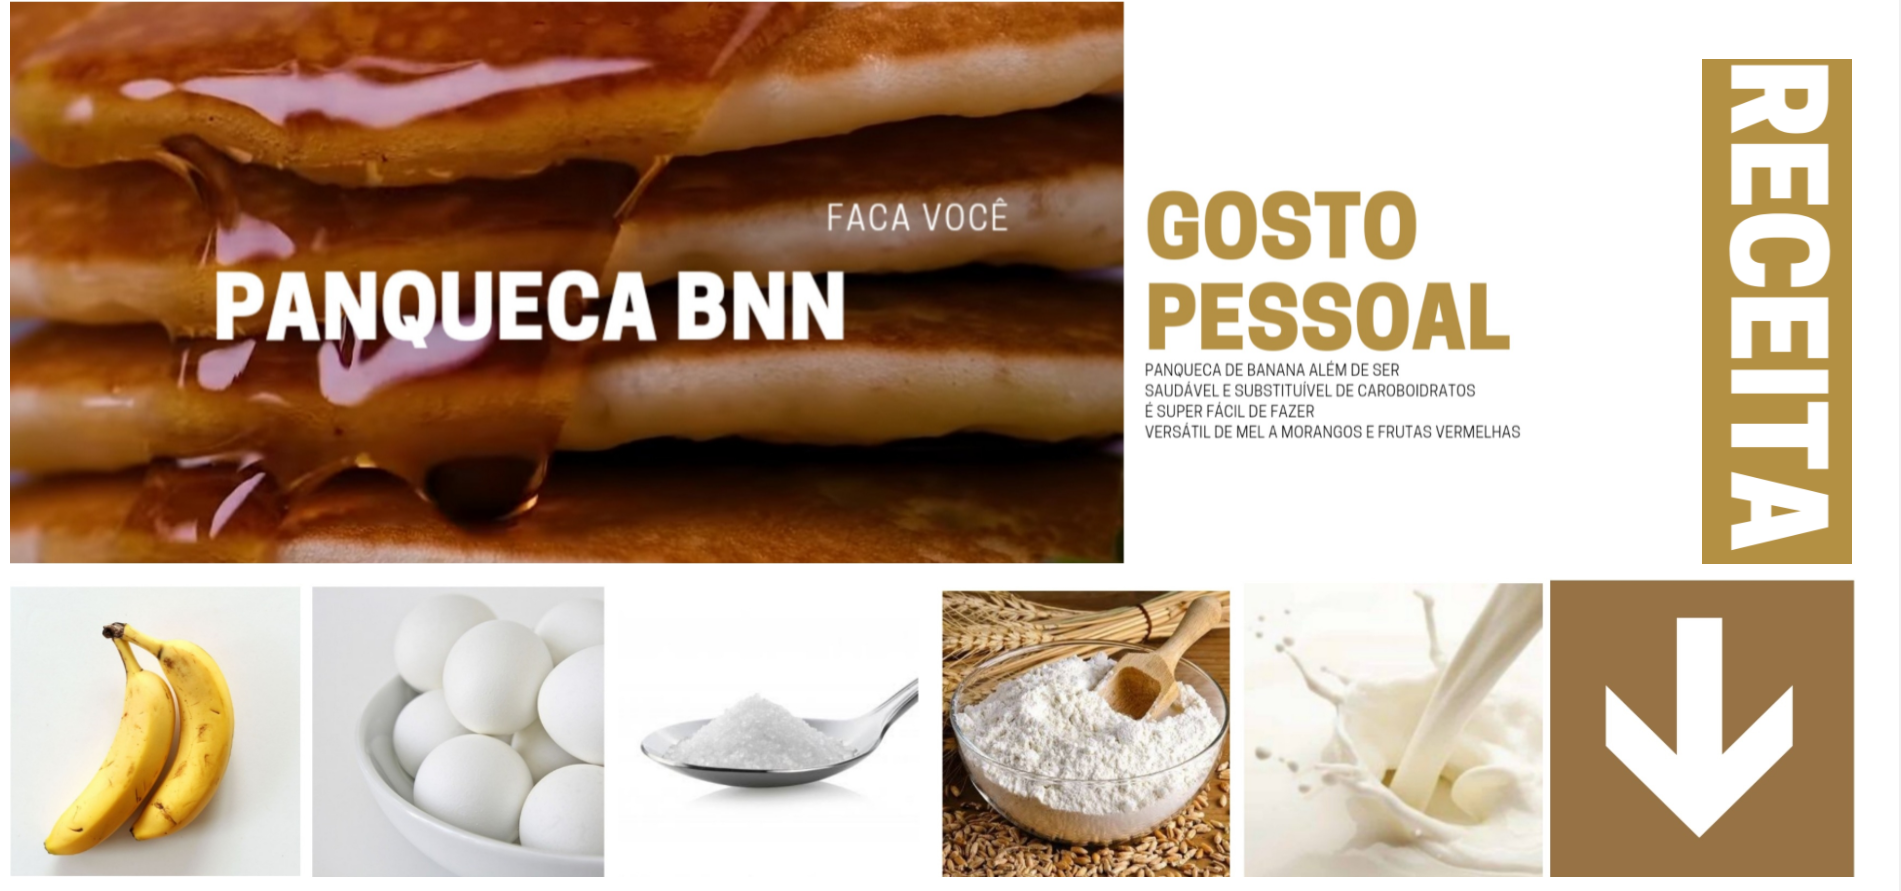 FACA VOCÊ
PANQUECA BNN
GOSTO
PESSOAL
PANQUECA DE BANANA ALÉM DE SER
SAUDÁVEL E SUBSTITUÍVEL DE CAROBOIDRATOS
É SUPER FÁCIL DE FAZER
VERSÁTIL DE MEL A MORANGOS E FRUTAS VERMELHAS
RECEITA